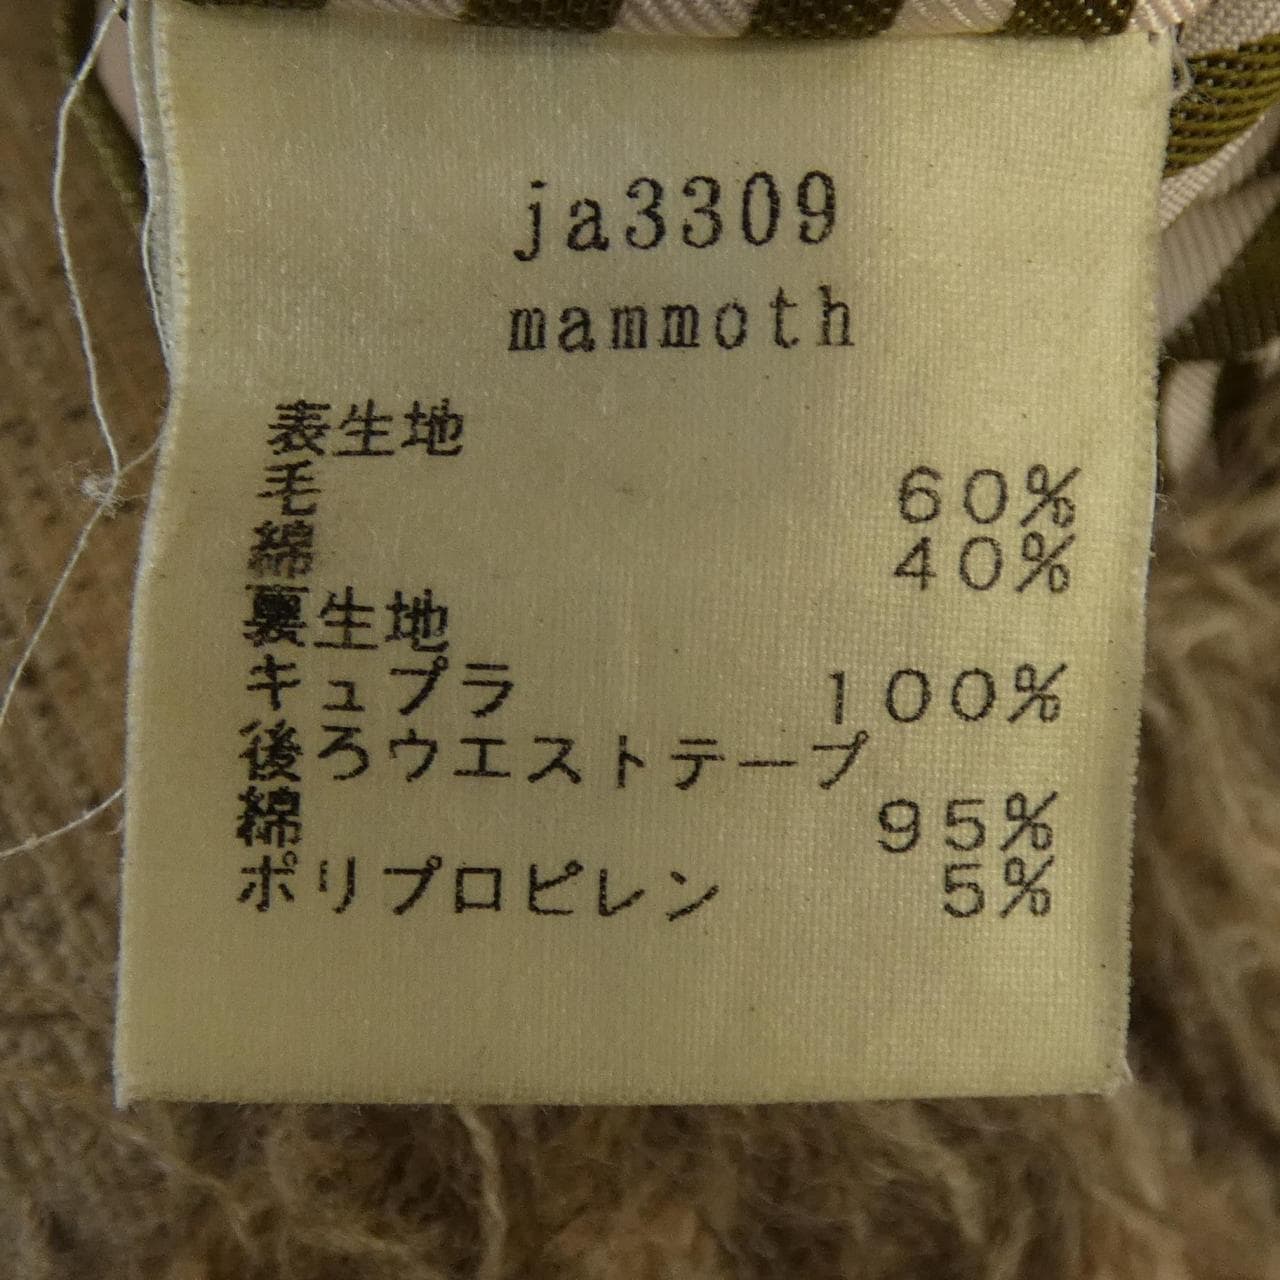 ja3309
mammoth
表生地
毛 60%
綿 40%
裏生地
キュプラ 100%
後ろウエストテープ
綿 95%
ポリプロピレン 5%